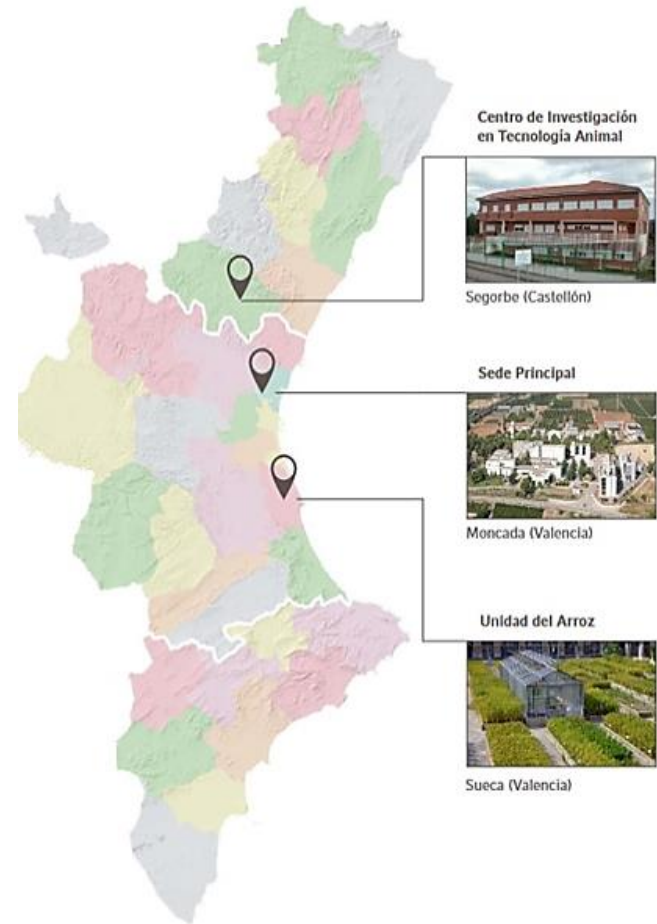 Centro de Investigación
en Tecnología Animal
Segorbe (Castellón)
Sede Principal
Moncada (Valencia)
Unidad del Arroz
Sueca (Valencia)